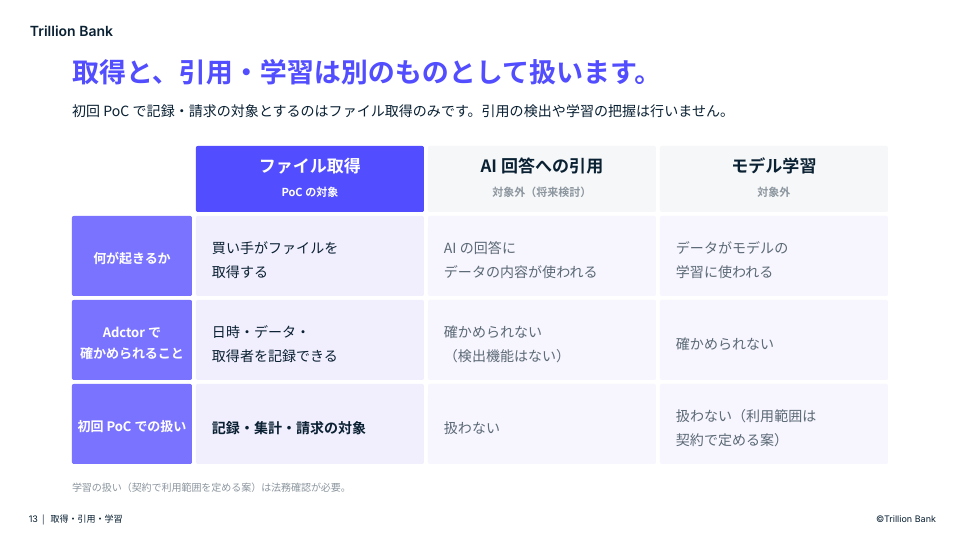 Trillion Bank
取得と、引用・学習は別のものとして扱います。
初回 PoC で記録・請求の対象とするのはファイル取得のみです。引用の検出や学習の把握は行いません。
ファイル取得
PoC の対象
AI 回答への引用
対象外（将来検討）
モデル学習
対象外
何が起きるか
買い手がファイルを
取得する
AI の回答に
データの内容が使われる
データがモデルの
学習に使われる
Adctor で
確かめられること
日時・データ・
取得者を記録できる
確かめられない
（検出機能はない）
確かめられない
初回 PoC での扱い
記録・集計・請求の対象
扱わない
扱わない（利用範囲は
契約で定める案）
学習の扱い（契約で利用範囲を定める案）は法務確認が必要。
13｜ 取得・引用・学習
©Trillion Bank